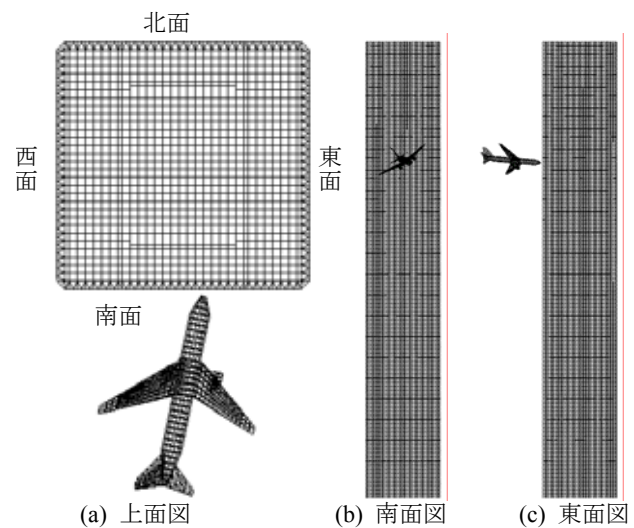 北面
西面
東面
南面
(a) 上面図
(b) 南面図
(c) 東面図